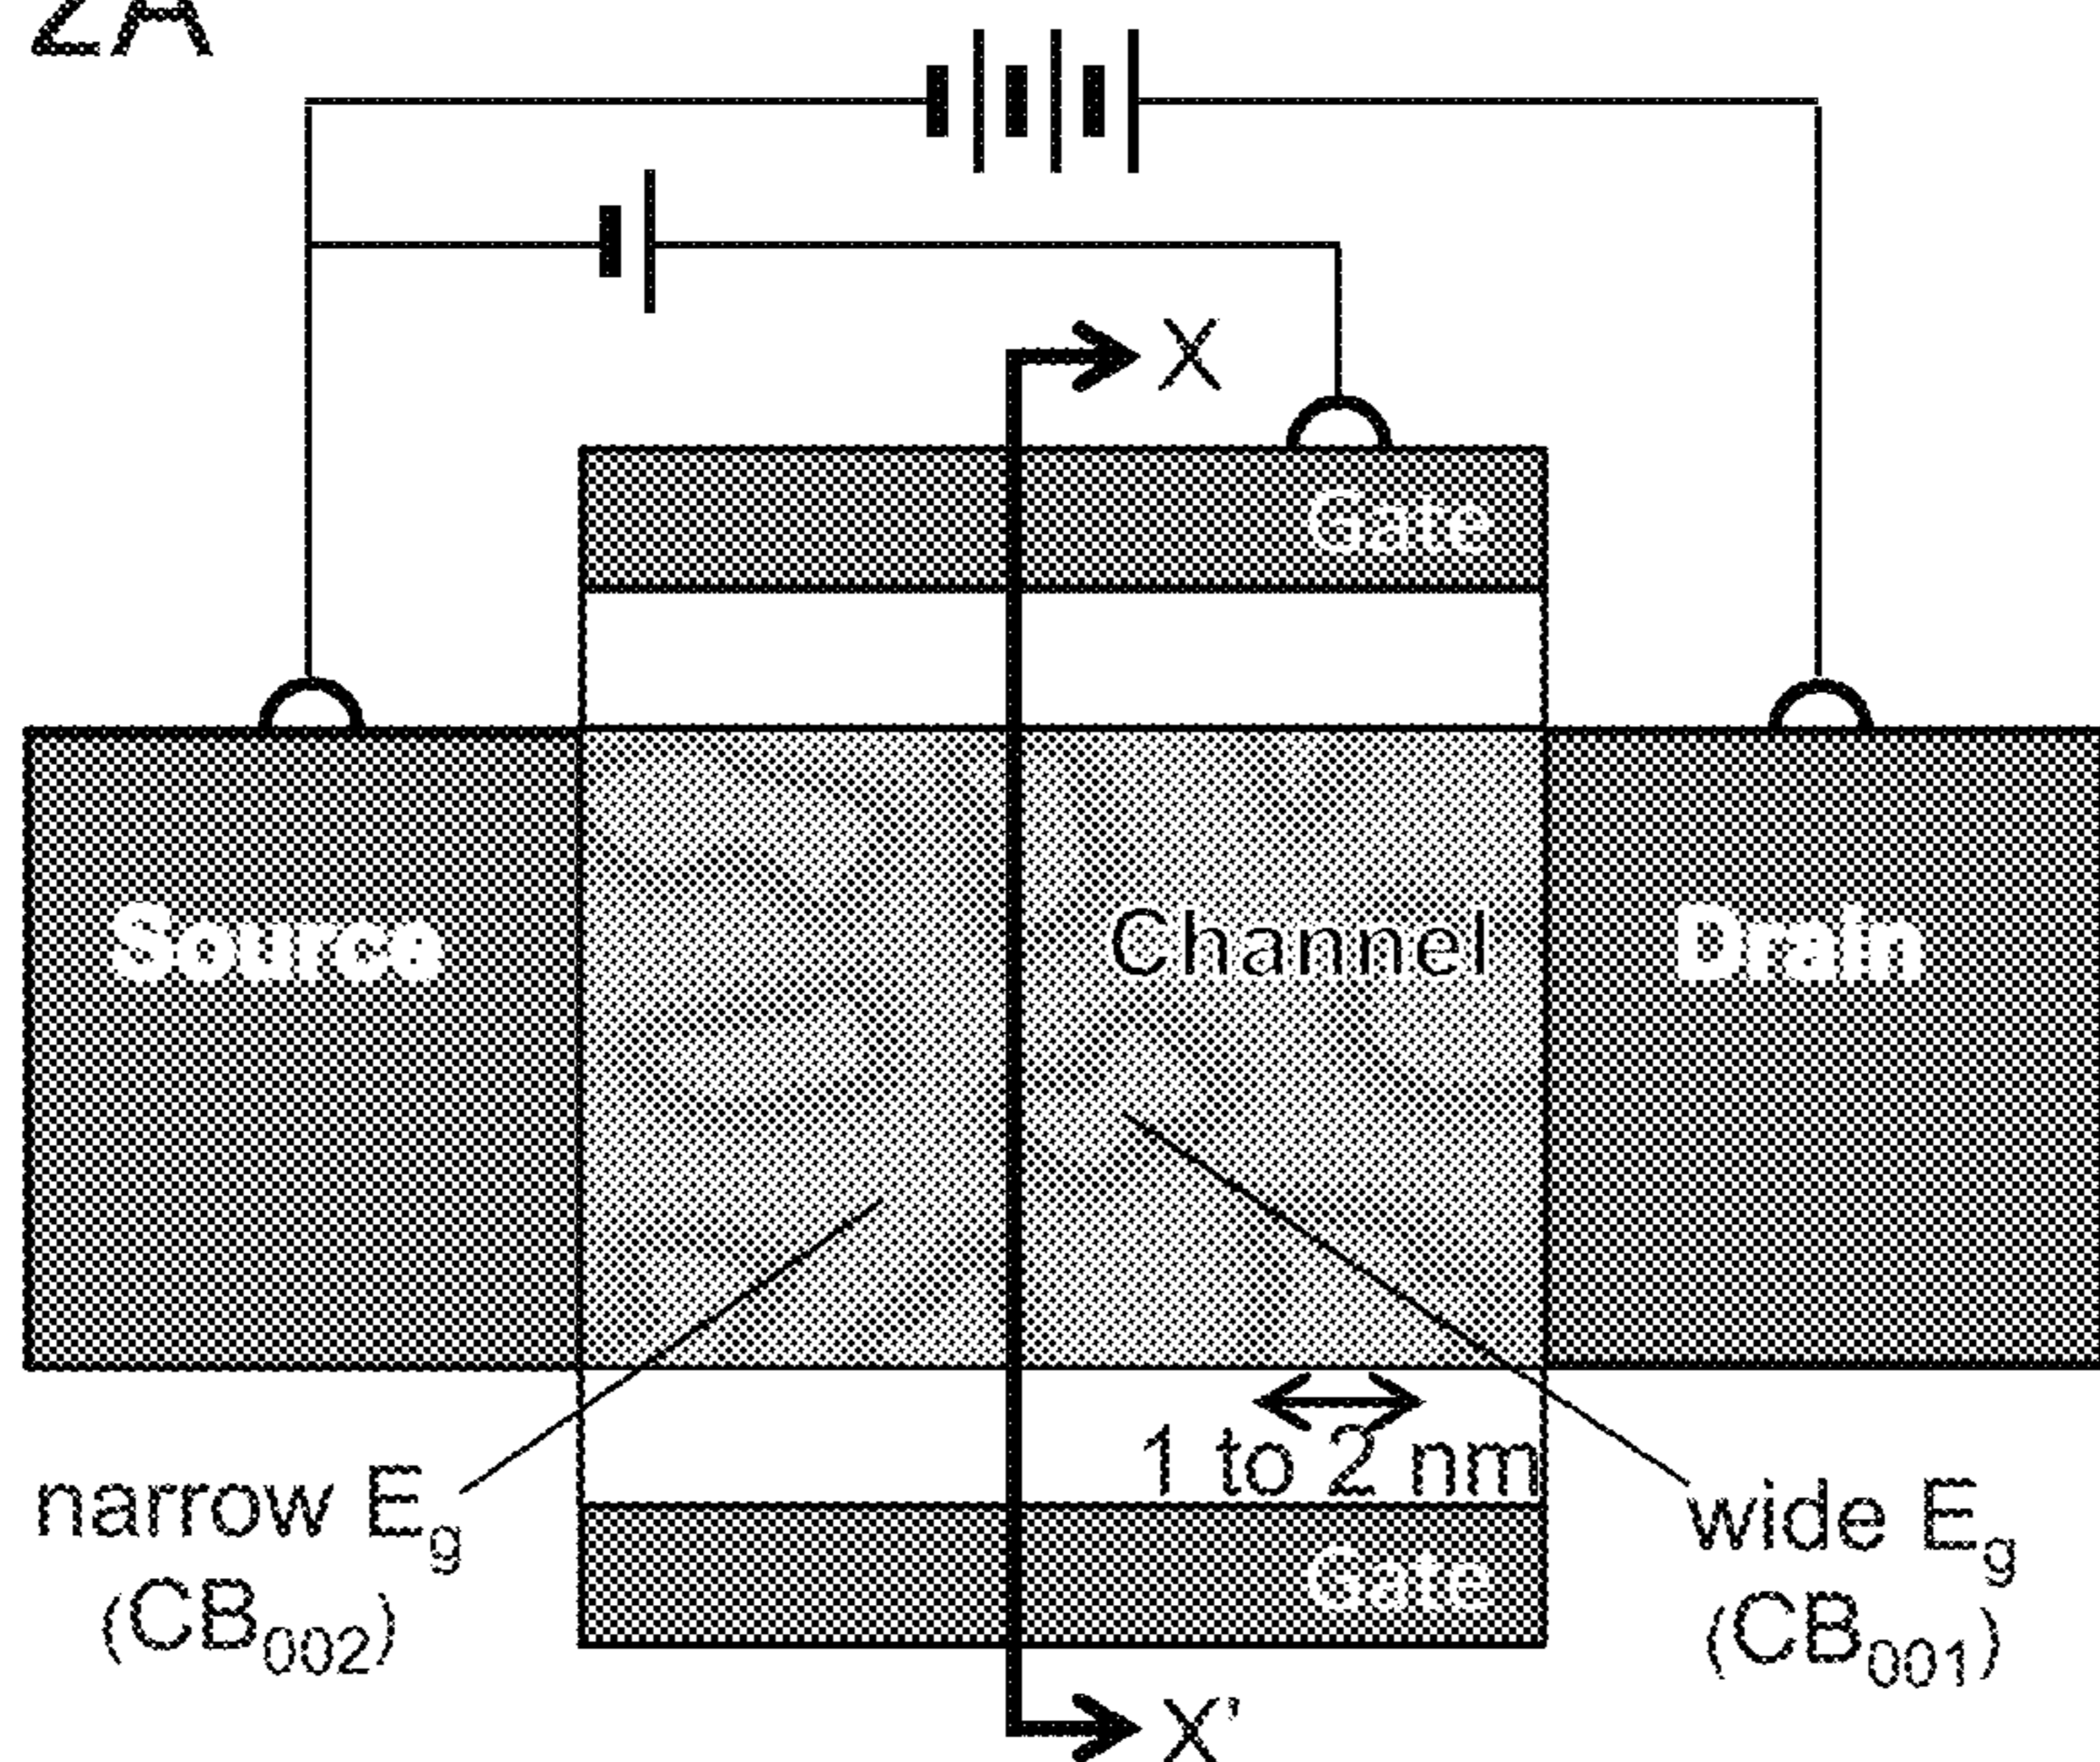 2A
X
Gate
Source
Channel
Drain
1 to 2 nm
narrow E_g
(CB_002)
wide E_g
(CB_001)
Gate
X'